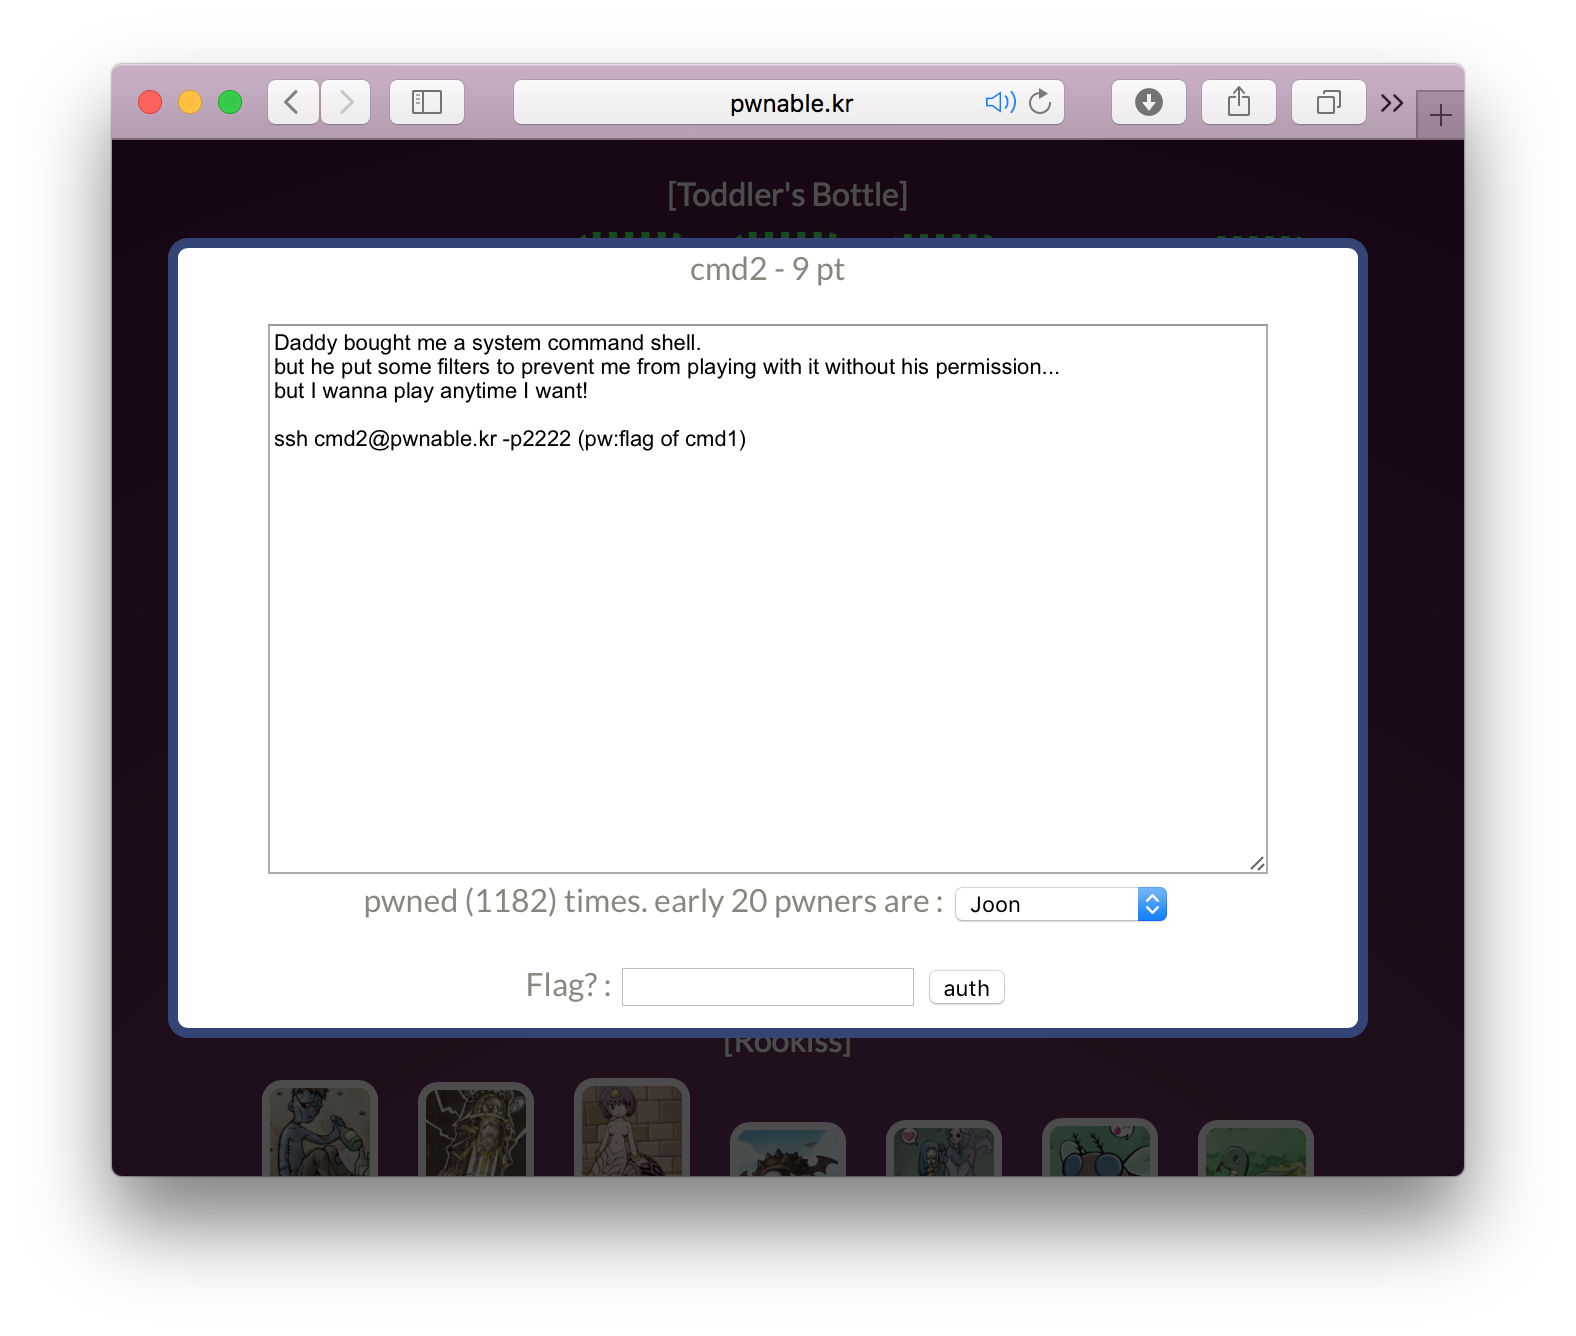 pwnable.kr
[Toddler's Bottle]
cmd2 - 9 pt
Daddy bought me a system command shell.
but he put some filters to prevent me from playing with it without his permission...
but I wanna play anytime I want!
ssh cmd2@pwnable.kr -p2222 (pw:flag of cmd1)
pwned (1182) times. early 20 pwners are : Joon
Flag? : auth
[Rookiss]